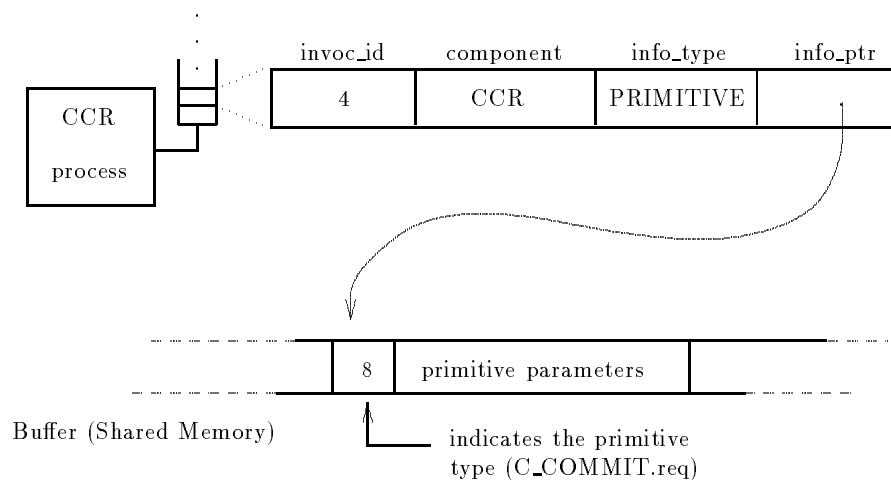 invoc_id component info_type info_ptr
4 CCR PRIMITIVE
CCR
process
8 primitive parameters
Buffer (Shared Memory)
indicates the primitive
type (C_COMMIT.req)